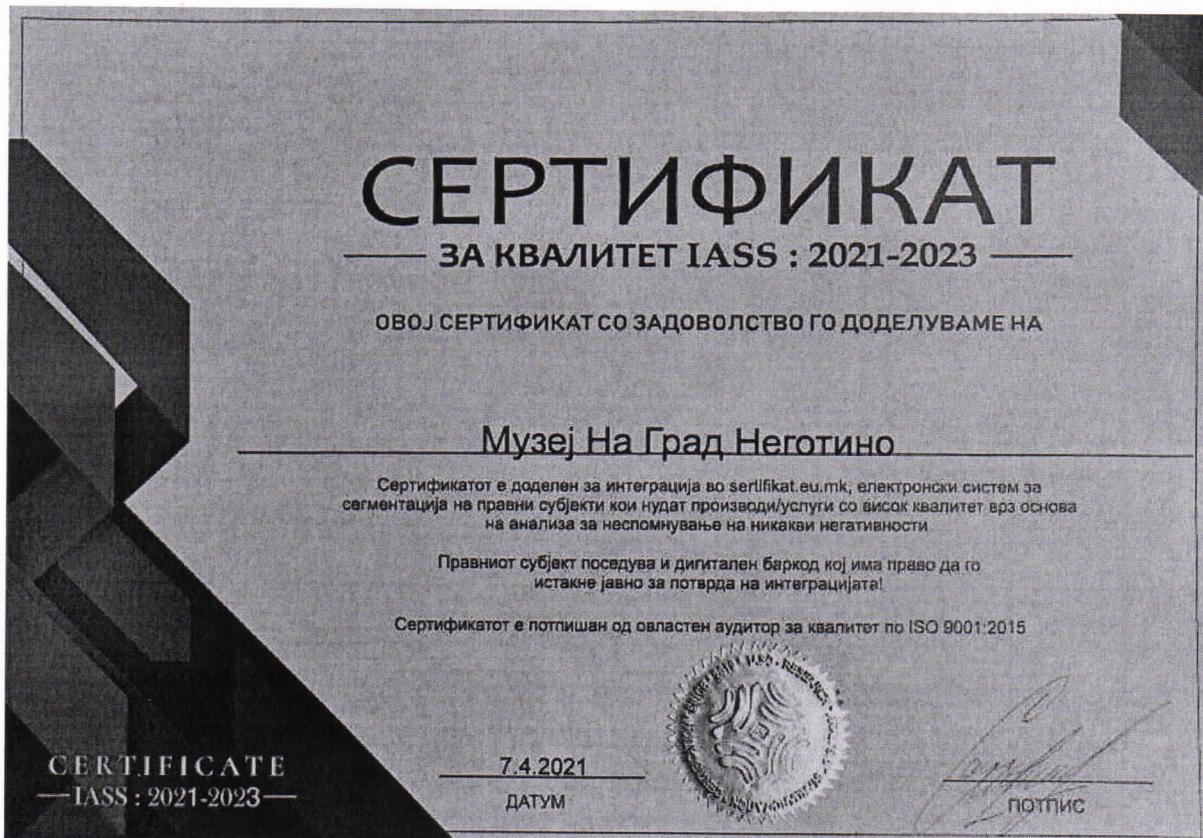 СЕРТИФИКАТ
ЗА КВАЛИТЕТ IASS : 2021-2023
ОВОЈ СЕРТИФИКАТ СО ЗАДОВОЛСТВО ГО ДОДЕЛУВАМЕ НА
Музеј На Град Неготино
Сертификатот е доделен за интеграција во sertifikat.eu.mk, електронски систем за
сегментација на правни субјекти кои нудат производи/услуги со висок квалитет врз основа
на анализа за неспомнување на никакаи негативности
Правниот субјект поседува и дигитален баркод кој има право да го
истакне јавно за потврда на интеграцијата!
Сертификатот е потпишан од овластен аудитор за квалитет по ISO 9001:2015
CERTIFICATE
IASS : 2021-2023
7.4.2021
ДАТУМ
ПОТПИС